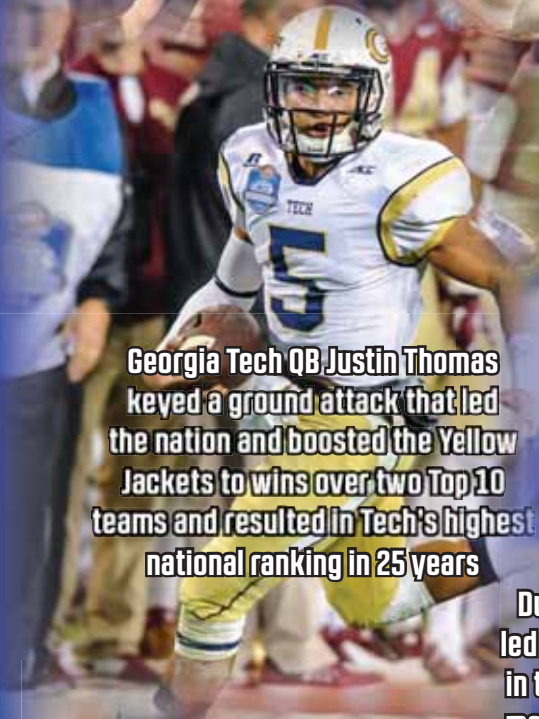 TECH
5
Georgia Tech QB Justin Thomas
keyed a ground attack that led
the nation and boosted the Yellow
Jackets to wins over two Top 10
teams and resulted in Tech's highest
national ranking in 25 years
led